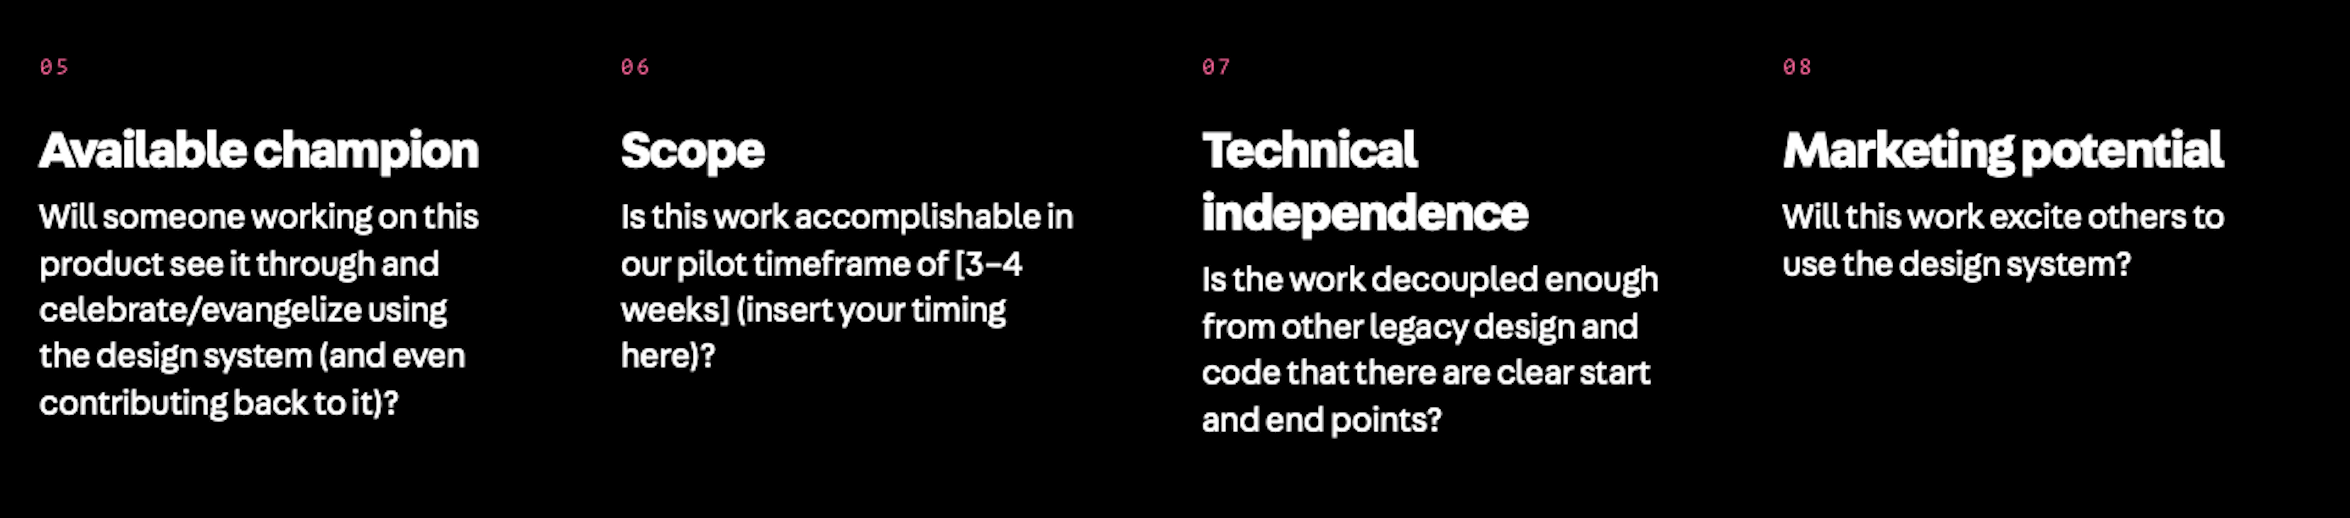 05
Available champion
Will someone working on this
product see it through and
celebrate/evangelize using
the design system (and even
contributing back to it)?
06
Scope
Is this work accomplishable in
our pilot timeframe of [3–4
weeks] (insert your timing
here)?
07
Technical
independence
Is the work decoupled enough
from other legacy design and
code that there are clear start
and end points?
08
Marketing potential
Will this work excite others to
use the design system?